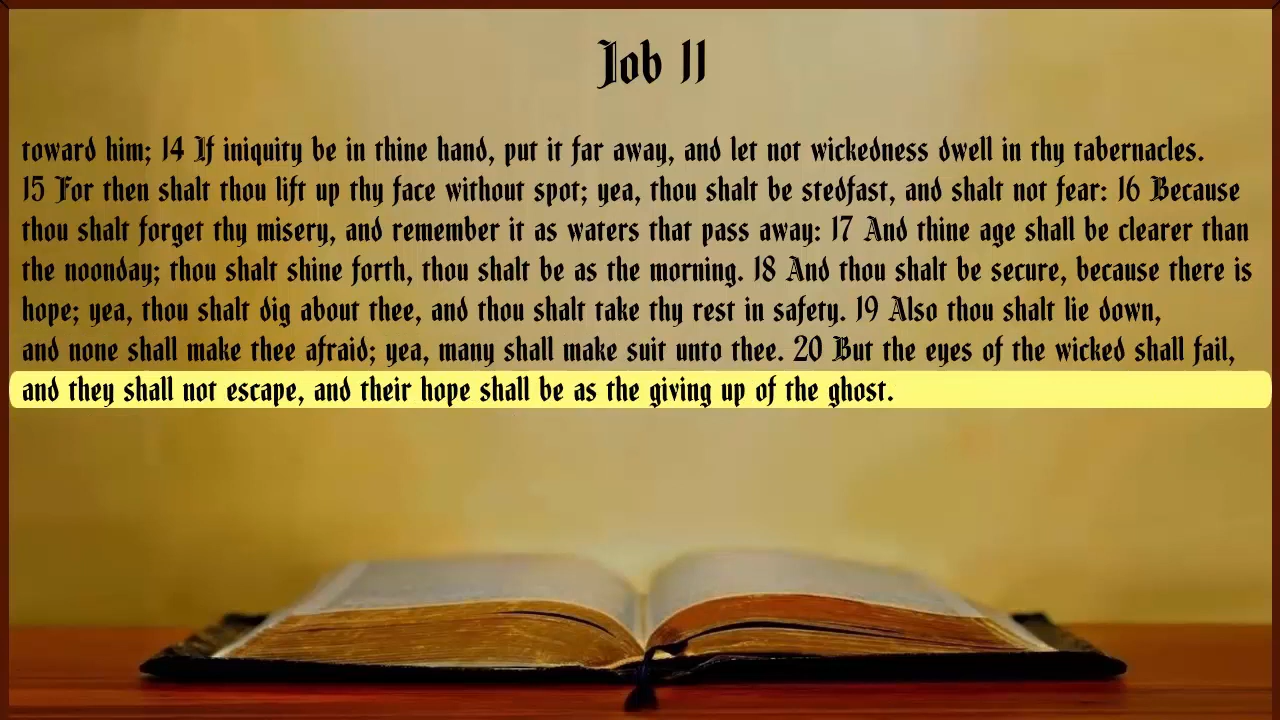 Job 11
toward him; 14 If iniquity be in thine hand, put it far away, and let not wickedness dwell in thy tabernacles.
15 For then shalt thou lift up thy face without spot; yea, thou shalt be stedfast, and shalt not fear: 16 Because
thou shalt forget thy misery, and remember it as waters that pass away: 17 And thine age shall be clearer than
the noonday; thou shalt shine forth, thou shalt be as the morning. 18 And thou shalt be secure, because there is
hope; yea, thou shalt dig about thee, and thou shalt take thy rest in safety. 19 Also thou shalt lie down,
and none shall make thee afraid; yea, many shall make suit unto thee. 20 But the eyes of the wicked shall fail,
and they shall not escape, and their hope shall be as the giving up of the ghost.